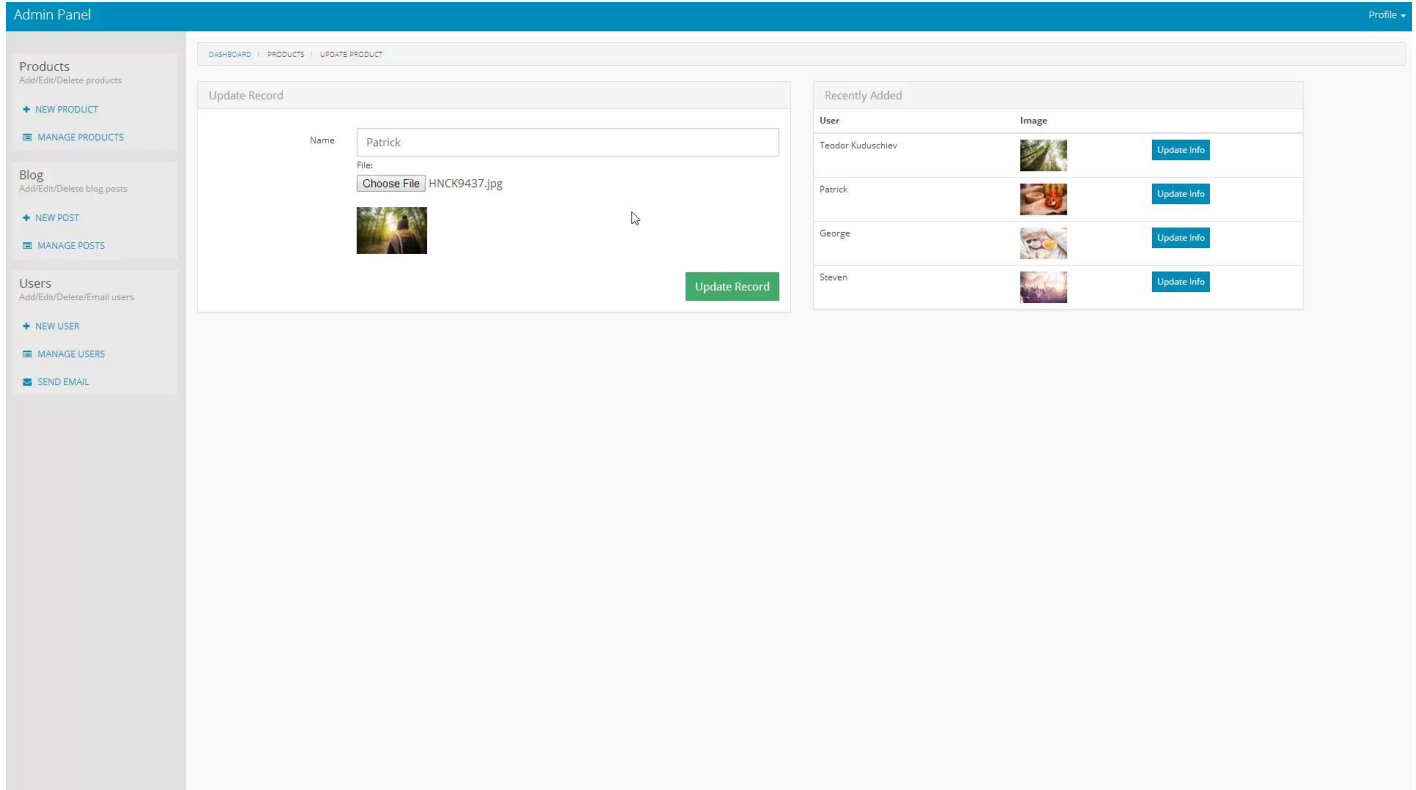 Admin Panel
Profile
Products
Add/Edit/Delete products
NEW PRODUCT
MANAGE PRODUCTS
Blog
Add/Edit/Delete blog posts
NEW POST
MANAGE POSTS
Users
Add/Edit/Delete/Email users
NEW USER
MANAGE USERS
SEND EMAIL
DASHBOARD / PRODUCTS / UPDATE PRODUCT
Update Record
Name Patrick
File:
Choose File HNCK9437.jpg
Update Record
Recently Added
User Image
Teodor Kuduschiev Update Info
Patrick Update Info
George Update Info
Steven Update Info